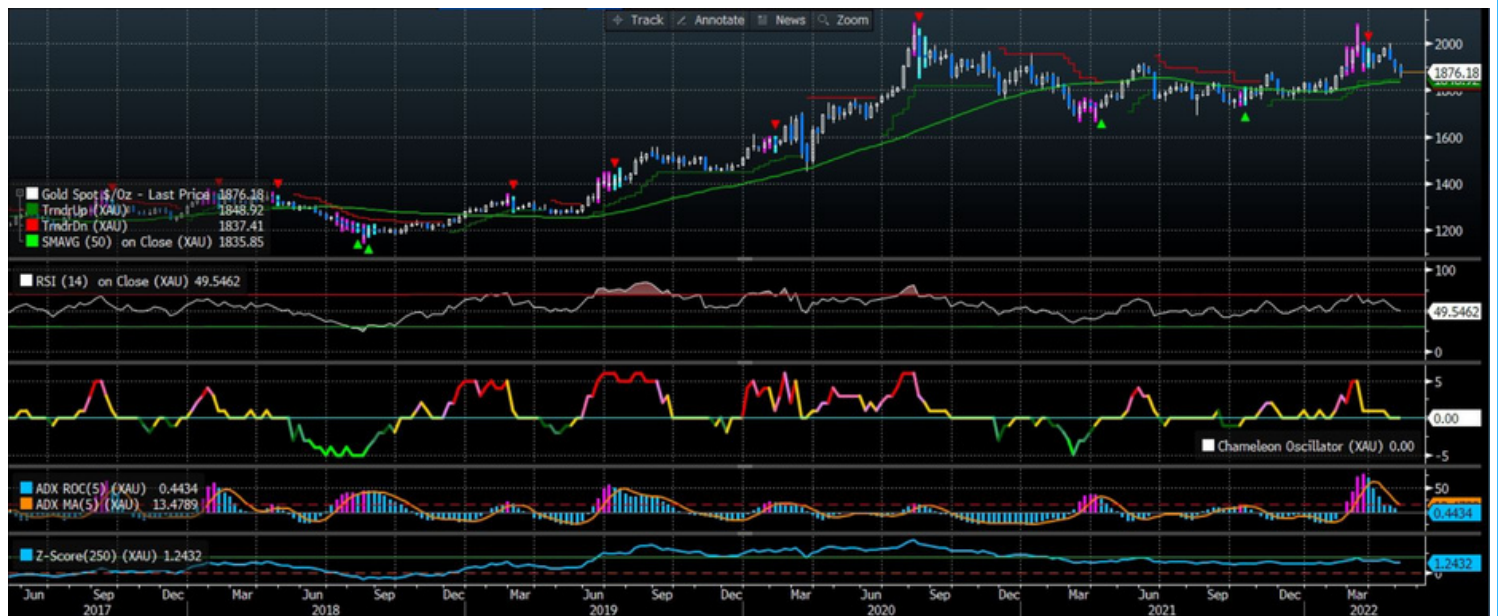 Track Annotate News Zoom
2000
1876.18
1800
1600
1400
1200
Gold Spot $/Oz - Last Price 1876.18
TrndrUp (XAU) 1848.92
TrndrDn (XAU) 1837.41
SMAVG (50) on Close (XAU) 1835.85
RSI (14) on Close (XAU) 49.5462
100
49.5462
0
5
0.00
-5
Chameleon Oscillator (XAU) 0.00
ADX ROC(5) (XAU) 0.4434
ADX MA(5) (XAU) 13.4789
50
0.4434
Z-Score(250) (XAU) 1.2432
1.2432
0
Jun Sep Dec Mar Jun Sep Dec Mar Jun Sep Dec Mar Jun Sep Dec Mar Jun Sep Dec Mar
2017 2018 2019 2020 2021 2022